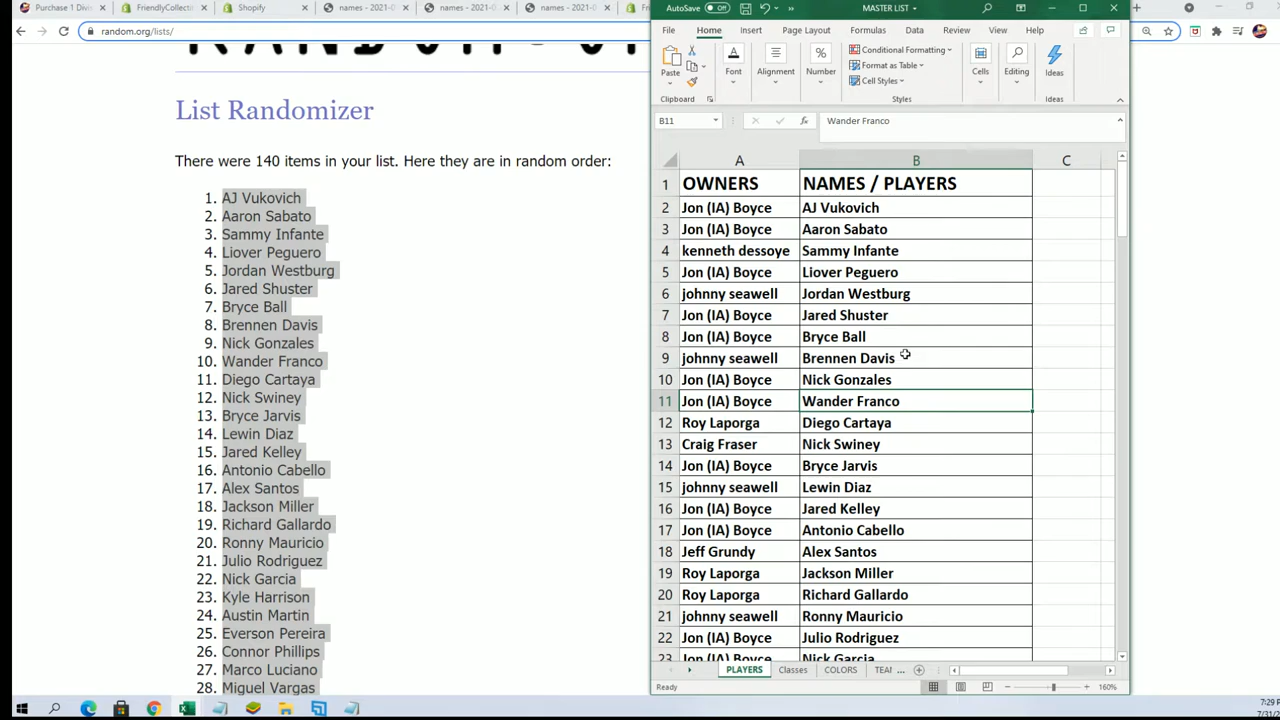 Purchase 1 Divis
FriendlyCollecti
Shopify
names - 2021-0
names - 2021-0
names - 2021-0
random.org/lists/
List Randomizer
There were 140 items in your list. Here they are in random order:
1. AJ Vukovich
2. Aaron Sabato
3. Sammy Infante
4. Liover Peguero
5. Jordan Westburg
6. Jared Shuster
7. Bryce Ball
8. Brennen Davis
9. Nick Gonzales
10. Wander Franco
11. Diego Cartaya
12. Nick Swiney
13. Bryce Jarvis
14. Lewin Diaz
15. Jared Kelley
16. Antonio Cabello
17. Alex Santos
18. Jackson Miller
19. Richard Gallardo
20. Ronny Mauricio
21. Julio Rodriguez
22. Nick Garcia
23. Kyle Harrison
24. Austin Martin
25. Everson Pereira
26. Connor Phillips
27. Marco Luciano
28. Miguel Vargas
AutoSave Off MASTER LIST
File Home Insert Page Layout Formulas Data Review View Help
Paste Font Alignment Number Conditional Formatting Format as Table Cell Styles Cells Editing Ideas
Clipboard Styles Ideas
B11 fx Wander Franco
A B C
1 OWNERS NAMES / PLAYERS
2 Jon (IA) Boyce AJ Vukovich
3 Jon (IA) Boyce Aaron Sabato
4 kenneth dessoye Sammy Infante
5 Jon (IA) Boyce Liover Peguero
6 johnny seawell Jordan Westburg
7 Jon (IA) Boyce Jared Shuster
8 Jon (IA) Boyce Bryce Ball
9 johnny seawell Brennen Davis
10 Jon (IA) Boyce Nick Gonzales
11 Jon (IA) Boyce Wander Franco
12 Roy Laporga Diego Cartaya
13 Craig Fraser Nick Swiney
14 Jon (IA) Boyce Bryce Jarvis
15 johnny seawell Lewin Diaz
16 Jon (IA) Boyce Jared Kelley
17 Jon (IA) Boyce Antonio Cabello
18 Jeff Grundy Alex Santos
19 Roy Laporga Jackson Miller
20 Roy Laporga Richard Gallardo
21 johnny seawell Ronny Mauricio
22 Jon (IA) Boyce Julio Rodriguez
23 Jon (IA) Boyce Nick Garcia
PLAYERS Classes COLORS TEAM ...
Ready 160%
7:29 P
7/31/2